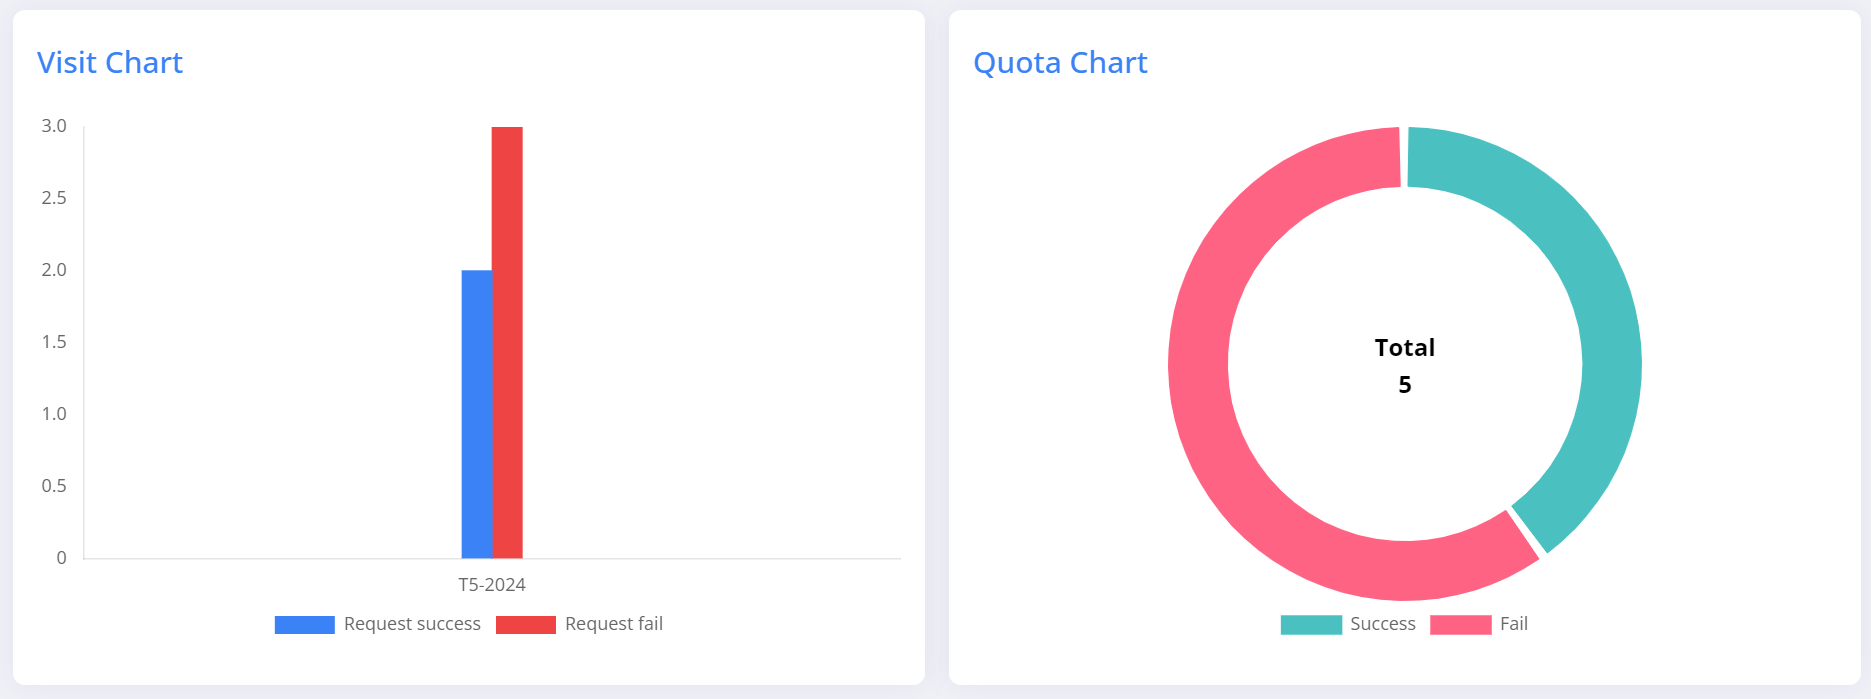 Visit Chart
3.0
2.5
2.0
1.5
1.0
0.5
0
T5-2024
Request success
Request fail
Quota Chart
Total
5
Success
Fail